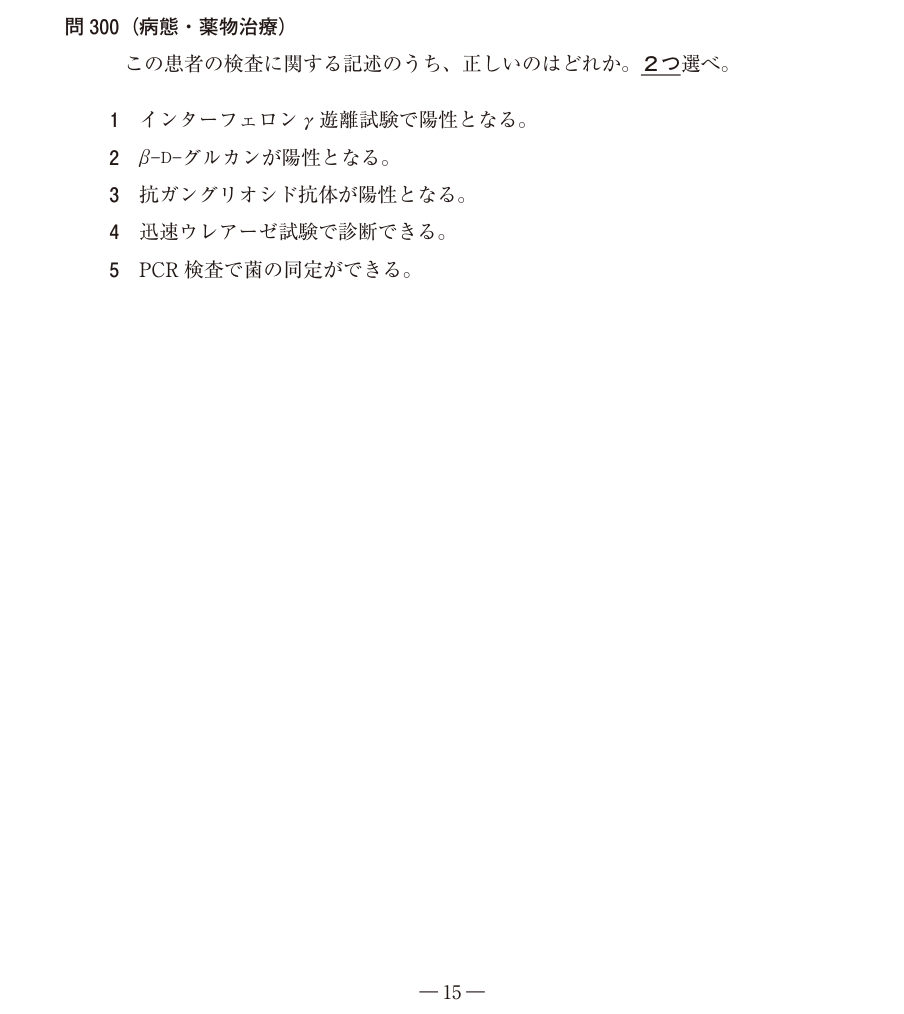 問 300（病態・薬物治療）
この患者の検査に関する記述のうち、正しいのはどれか。２つ選べ。
1 インターフェロン γ 遊離試験で陽性となる。
2 β-D-グルカンが陽性となる。
3 抗ガングリオシド抗体が陽性となる。
4 迅速ウレアーゼ試験で診断できる。
5 PCR 検査で菌の同定ができる。
— 15 —